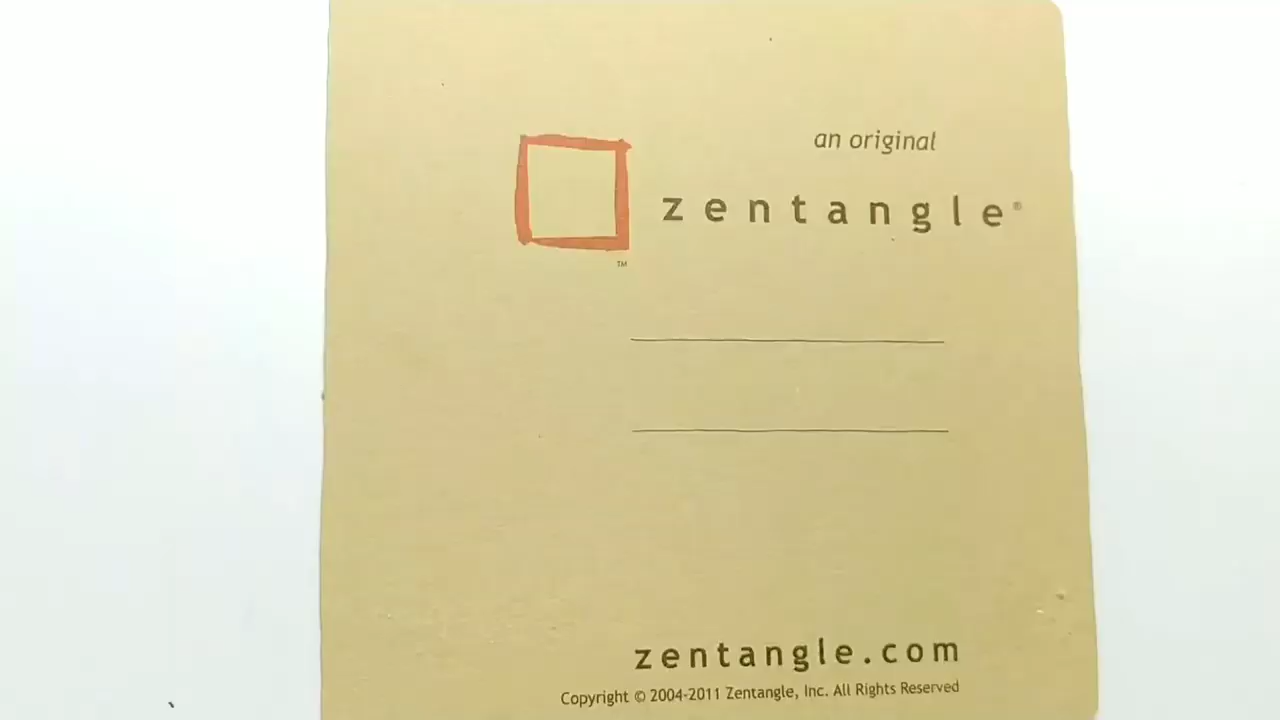 an original
zentangle®
™
zentangle.com
Copyright © 2004-2011 Zentangle, Inc. All Rights Reserved